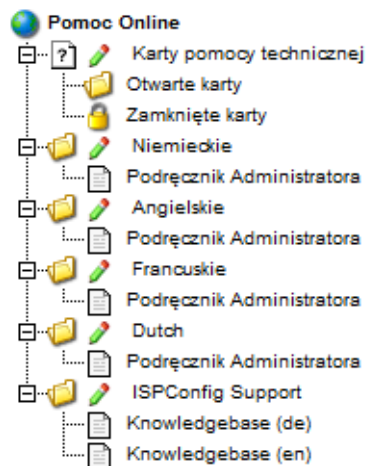 Pomoc Online
Karty pomocy technicznej
Otwarte karty
Zamknięte karty
Niemieckie
Podręcznik Administratora
Angielskie
Podręcznik Administratora
Francuskie
Podręcznik Administratora
Dutch
Podręcznik Administratora
ISPConfig Support
Knowledgebase (de)
Knowledgebase (en)